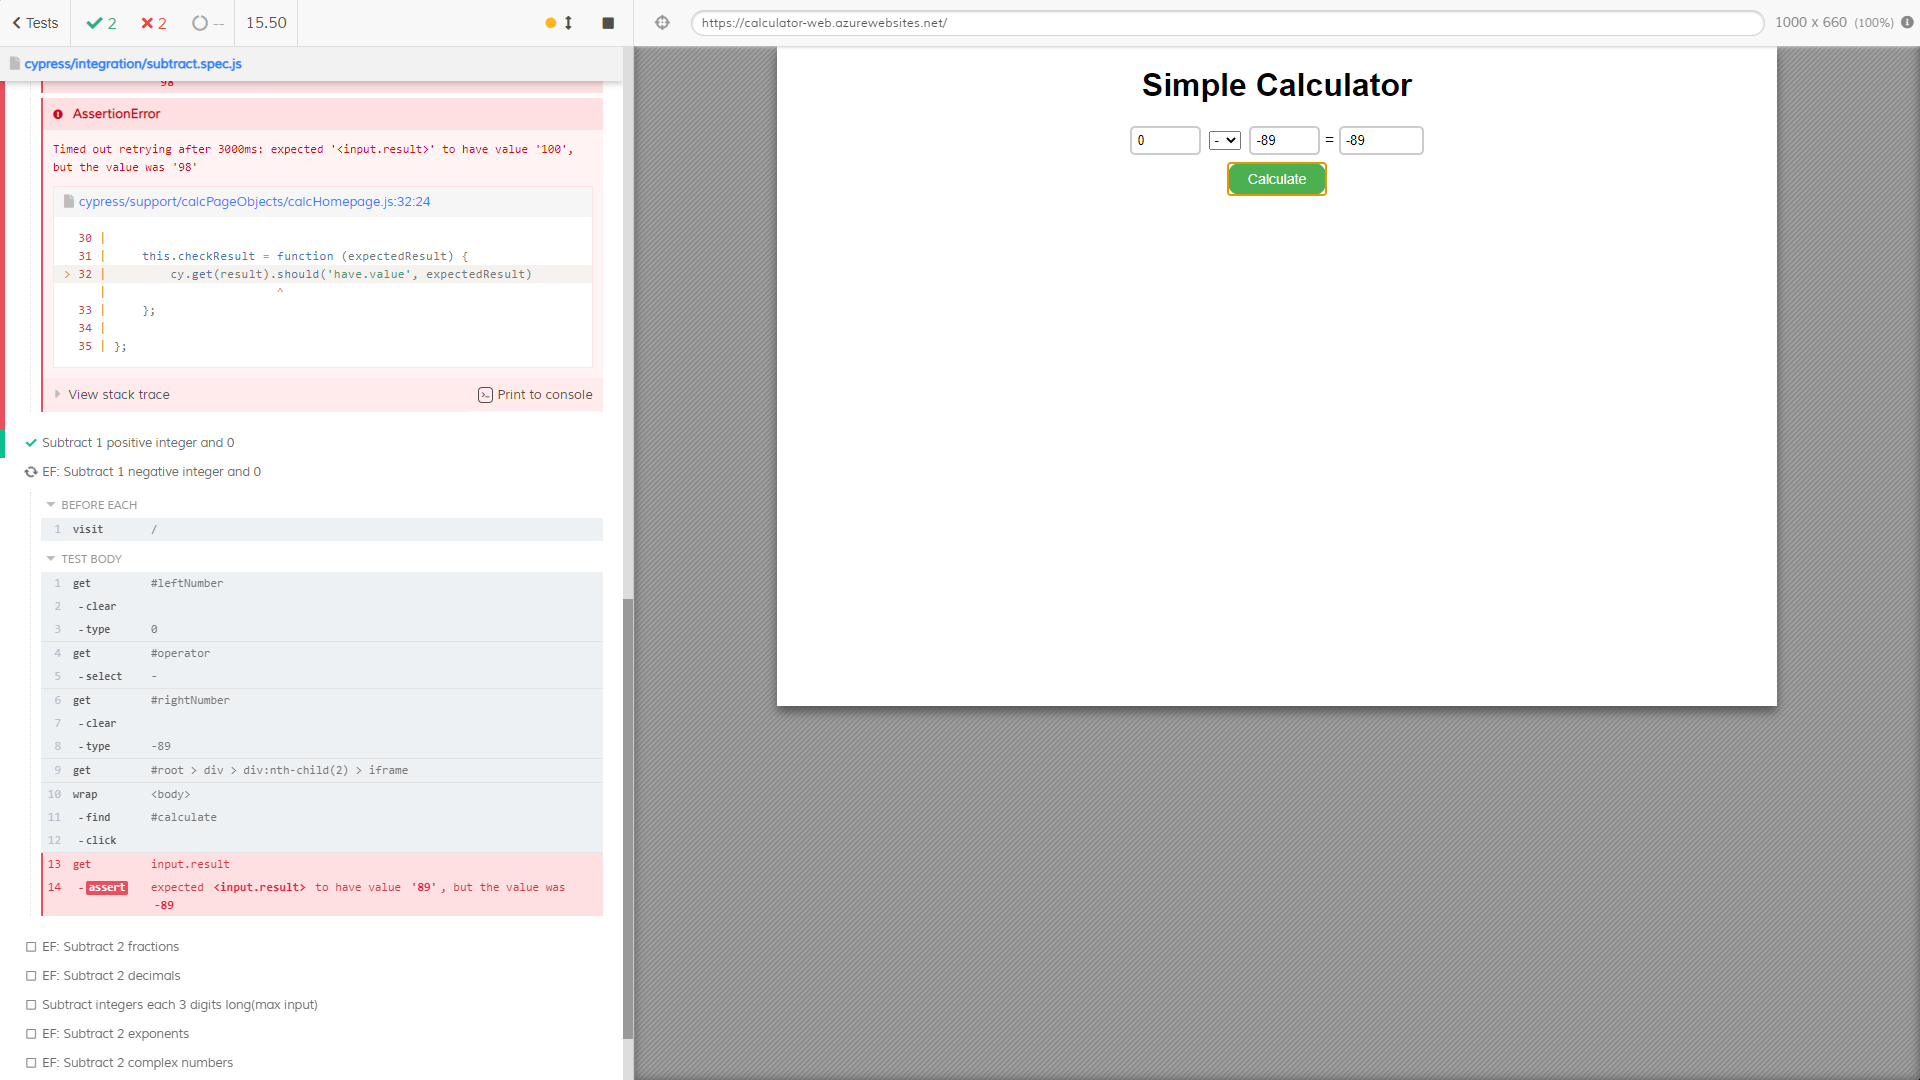 Tests 2 2 -- 15.50
cypress/integration/subtract.spec.js
98
AssertionError
Timed out retrying after 3000ms: expected '<input.result>' to have value '100',
but the value was '98'
cypress/support/calcPageObjects/calcHomepage.js:32:24
30 |
31 | this.checkResult = function (expectedResult) {
> 32 | cy.get(result).should('have.value', expectedResult)
| ^
33 | };
34 |
35 | };
View stack trace Print to console
Subtract 1 positive integer and 0
EF: Subtract 1 negative integer and 0
BEFORE EACH
1 visit /
TEST BODY
1 get #leftNumber
2 -clear
3 -type 0
4 get #operator
5 -select -
6 get #rightNumber
7 -clear
8 -type -89
9 get #root > div > div:nth-child(2) > iframe
10 wrap <body>
11 -find #calculate
12 -click
13 get input.result
14 -assert expected <input.result> to have value '89', but the value was
-89
EF: Subtract 2 fractions
EF: Subtract 2 decimals
Subtract integers each 3 digits long(max input)
EF: Subtract 2 exponents
EF: Subtract 2 complex numbers
https://calculator-web.azurewebsites.net/ 1000 x 660 (100%)
Simple Calculator
0 - -89 = -89
Calculate